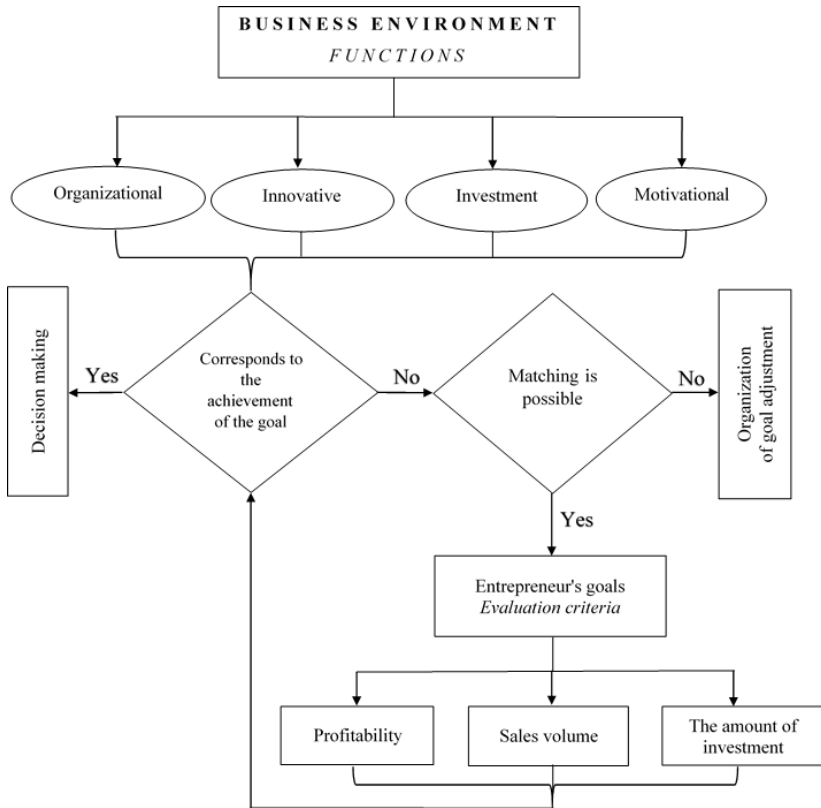 BUSINESS ENVIRONMENT
FUNCTIONS
Organizational
Innovative
Investment
Motivational
Decision making
Yes
Corresponds to
the
achievement
of the goal
No
Matching is
possible
No
Organization
of goal adjustment
Yes
Entrepreneur's goals
Evaluation criteria
Profitability
Sales volume
The amount of
investment